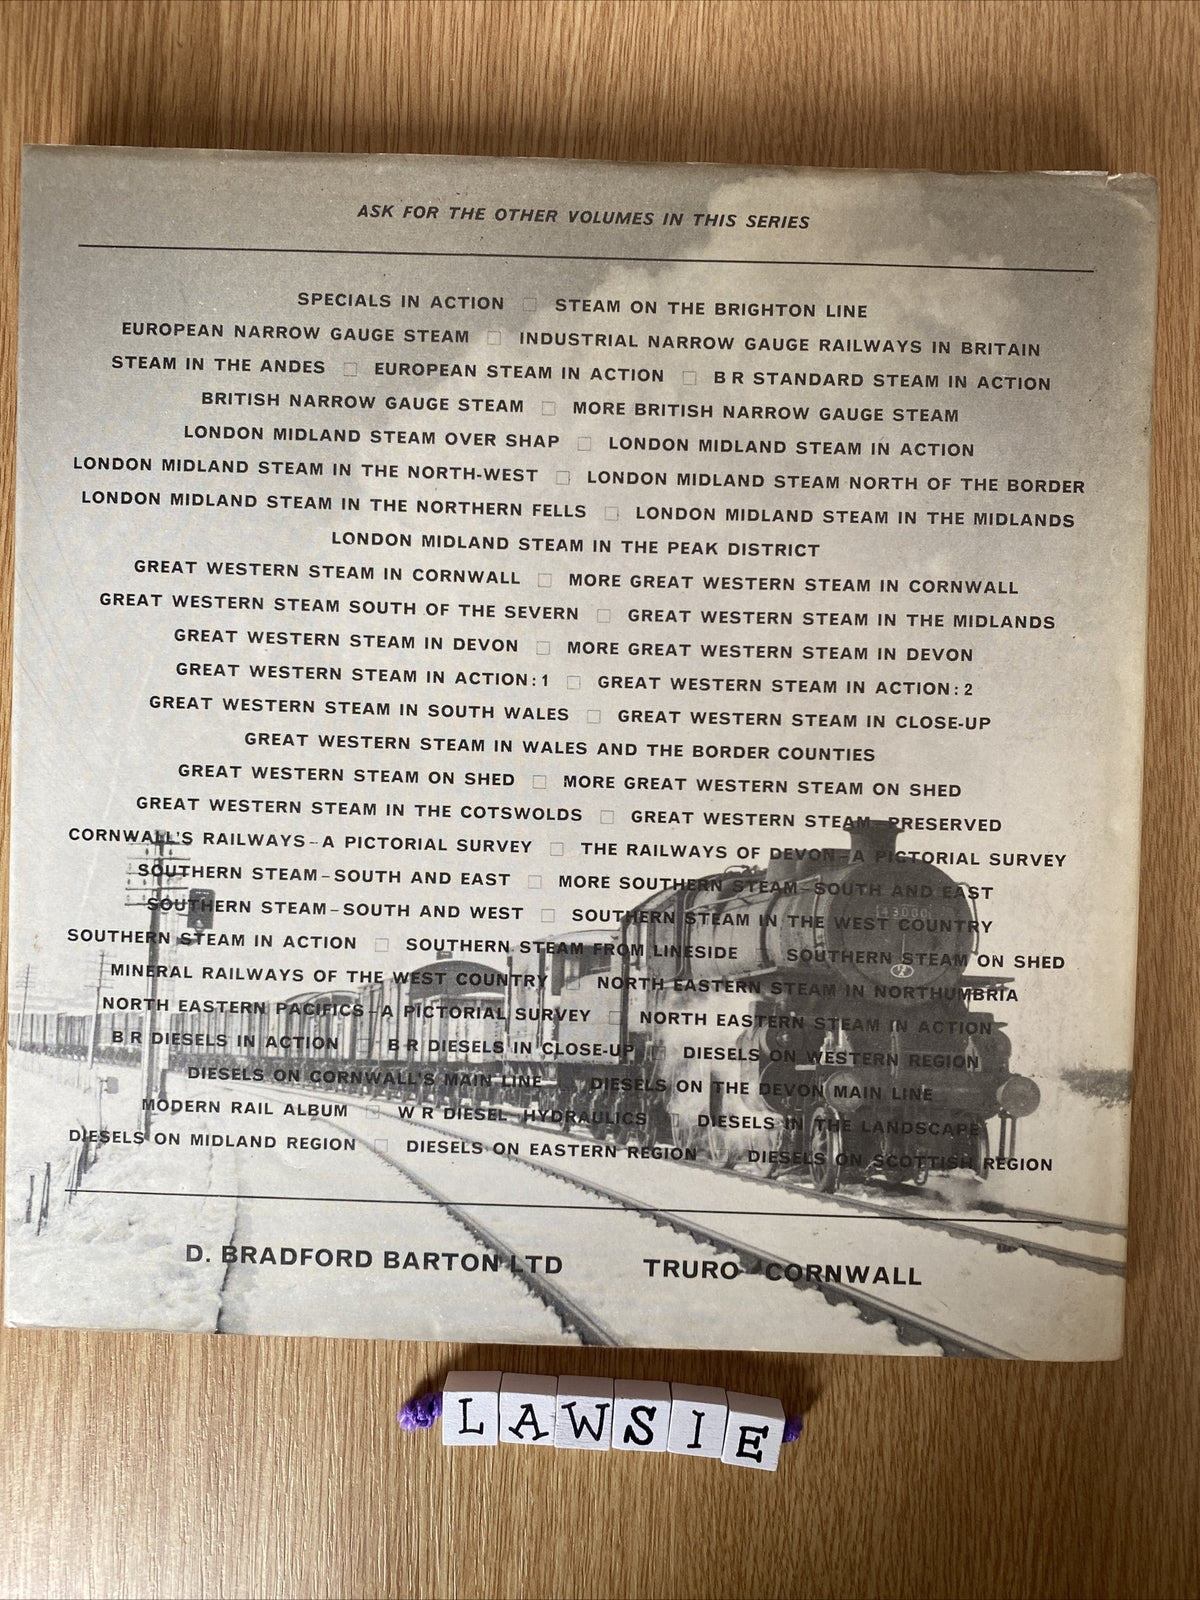 ASK FOR THE OTHER VOLUMES IN THIS SERIES
SPECIALS IN ACTION □ STEAM ON THE BRIGHTON LINE
EUROPEAN NARROW GAUGE STEAM □ INDUSTRIAL NARROW GAUGE RAILWAYS IN BRITAIN
STEAM IN THE ANDES □ EUROPEAN STEAM IN ACTION □ B R STANDARD STEAM IN ACTION
BRITISH NARROW GAUGE STEAM □ MORE BRITISH NARROW GAUGE STEAM
LONDON MIDLAND STEAM OVER SHAP □ LONDON MIDLAND STEAM IN ACTION
LONDON MIDLAND STEAM IN THE NORTH-WEST □ LONDON MIDLAND STEAM NORTH OF THE BORDER
LONDON MIDLAND STEAM IN THE NORTHERN FELLS □ LONDON MIDLAND STEAM IN THE MIDLANDS
LONDON MIDLAND STEAM IN THE PEAK DISTRICT
GREAT WESTERN STEAM IN CORNWALL □ MORE GREAT WESTERN STEAM IN CORNWALL
GREAT WESTERN STEAM SOUTH OF THE SEVERN □ GREAT WESTERN STEAM IN THE MIDLANDS
GREAT WESTERN STEAM IN DEVON □ MORE GREAT WESTERN STEAM IN DEVON
GREAT WESTERN STEAM IN ACTION: 1 □ GREAT WESTERN STEAM IN ACTION: 2
GREAT WESTERN STEAM IN SOUTH WALES □ GREAT WESTERN STEAM IN CLOSE-UP
GREAT WESTERN STEAM IN WALES AND THE BORDER COUNTIES
GREAT WESTERN STEAM ON SHED □ MORE GREAT WESTERN STEAM ON SHED
GREAT WESTERN STEAM IN THE COTSWOLDS □ GREAT WESTERN STEAM–PRESERVED
CORNWALL'S RAILWAYS–A PICTORIAL SURVEY □ THE RAILWAYS OF DEVON–A PICTORIAL SURVEY
SOUTHERN STEAM–SOUTH AND EAST □ MORE SOUTHERN STEAM–SOUTH AND EAST
SOUTHERN STEAM–SOUTH AND WEST □ SOUTHERN STEAM IN THE WEST COUNTRY
SOUTHERN STEAM IN ACTION □ SOUTHERN STEAM FROM LINESIDE SOUTHERN STEAM ON SHED
MINERAL RAILWAYS OF THE WEST COUNTRY □ NORTH EASTERN STEAM IN NORTHUMBRIA
NORTH EASTERN PACIFICS–A PICTORIAL SURVEY □ NORTH EASTERN STEAM IN ACTION
B R DIESELS IN ACTION □ B R DIESELS IN CLOSE-UP □ DIESELS ON WESTERN REGION
DIESELS ON CORNWALL'S MAIN LINE DIESELS ON THE DEVON MAIN LINE
MODERN RAIL ALBUM □ W R DIESEL HYDRAULICS □ DIESELS IN THE LANDSCAPE
DIESELS ON MIDLAND REGION □ DIESELS ON EASTERN REGION DIESELS ON SCOTTISH REGION
D. BRADFORD BARTON LTD TRURO CORNWALL
LAWSIE